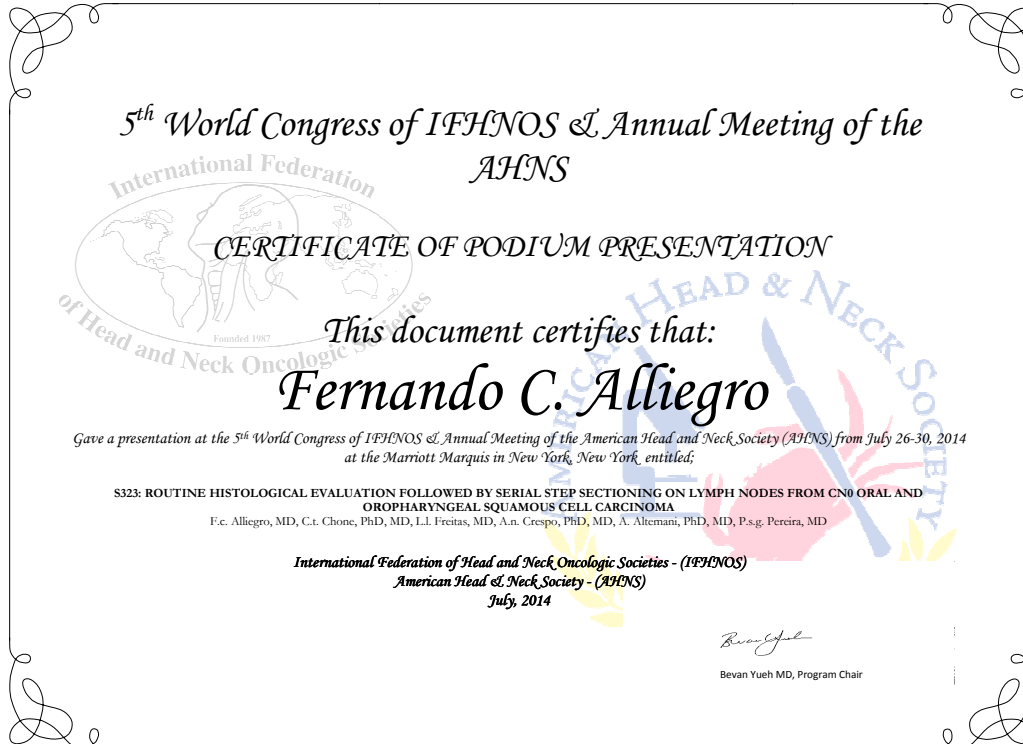 5th World Congress of IFHNOS & Annual Meeting of the
AHNS
International Federation
of Head and Neck Oncologic Societies
Founded 1987
CERTIFICATE OF PODIUM PRESENTATION
AMERICAN HEAD & NECK SOCIETY
This document certifies that:
Fernando C. Alliegro
Gave a presentation at the 5th World Congress of IFHNOS & Annual Meeting of the American Head and Neck Society (AHNS) from July 26-30, 2014
at the Marriott Marquis in New York, New York entitled;
S323: ROUTINE HISTOLOGICAL EVALUATION FOLLOWED BY SERIAL STEP SECTIONING ON LYMPH NODES FROM CN0 ORAL AND
OROPHARYNGEAL SQUAMOUS CELL CARCINOMA
F.c. Alliegro, MD, C.t. Chone, PhD, MD, L.l. Freitas, MD, A.n. Crespo, PhD, MD, A. Altemani, PhD, MD, P.s.g. Pereira, MD
International Federation of Head and Neck Oncologic Societies - (IFHNOS)
American Head & Neck Society - (AHNS)
July, 2014
Bevan Yueh MD, Program Chair